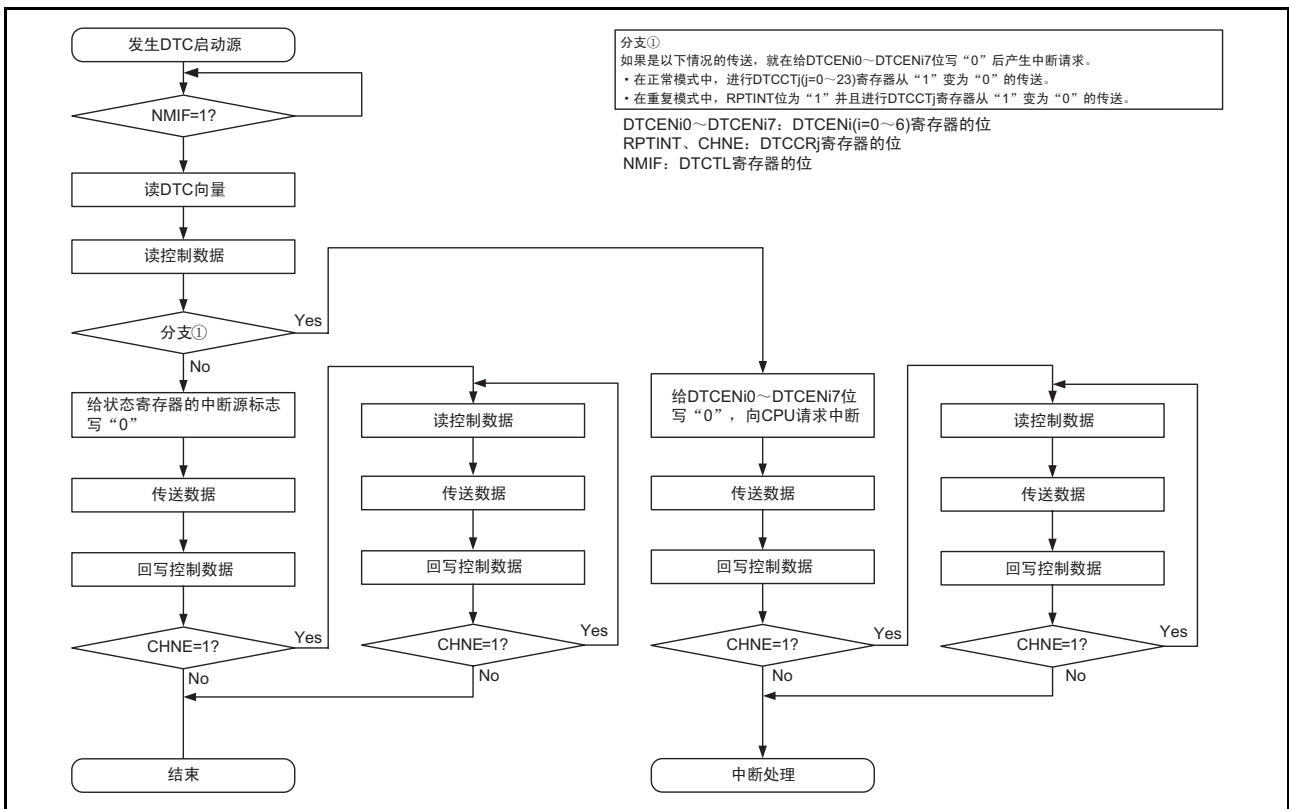 发生DTC启动源
NMIF=1?
读DTC向量
读控制数据
分支①
Yes
No
给状态寄存器的中断源标志
写“0”
传送数据
回写控制数据
CHNE=1?
Yes
No
结束
读控制数据
传送数据
回写控制数据
CHNE=1?
Yes
No
分支①
如果是以下情况的传送，就在给DTCENi0～DTCENi7位写“0”后产生中断请求。
・在正常模式中，进行DTCCTj(j=0～23)寄存器从“1”变为“0”的传送。
・在重复模式中，RPTINT位为“1”并且进行DTCCTj寄存器从“1”变为“0”的传送。
DTCENi0～DTCENi7：DTCENi(i=0～6)寄存器的位
RPTINT、CHNE：DTCCRj寄存器的位
NMIF：DTCTL寄存器的位
给DTCENi0～DTCENi7位
写“0”，向CPU请求中断
传送数据
回写控制数据
CHNE=1?
Yes
No
中断处理
读控制数据
传送数据
回写控制数据
CHNE=1?
Yes
No